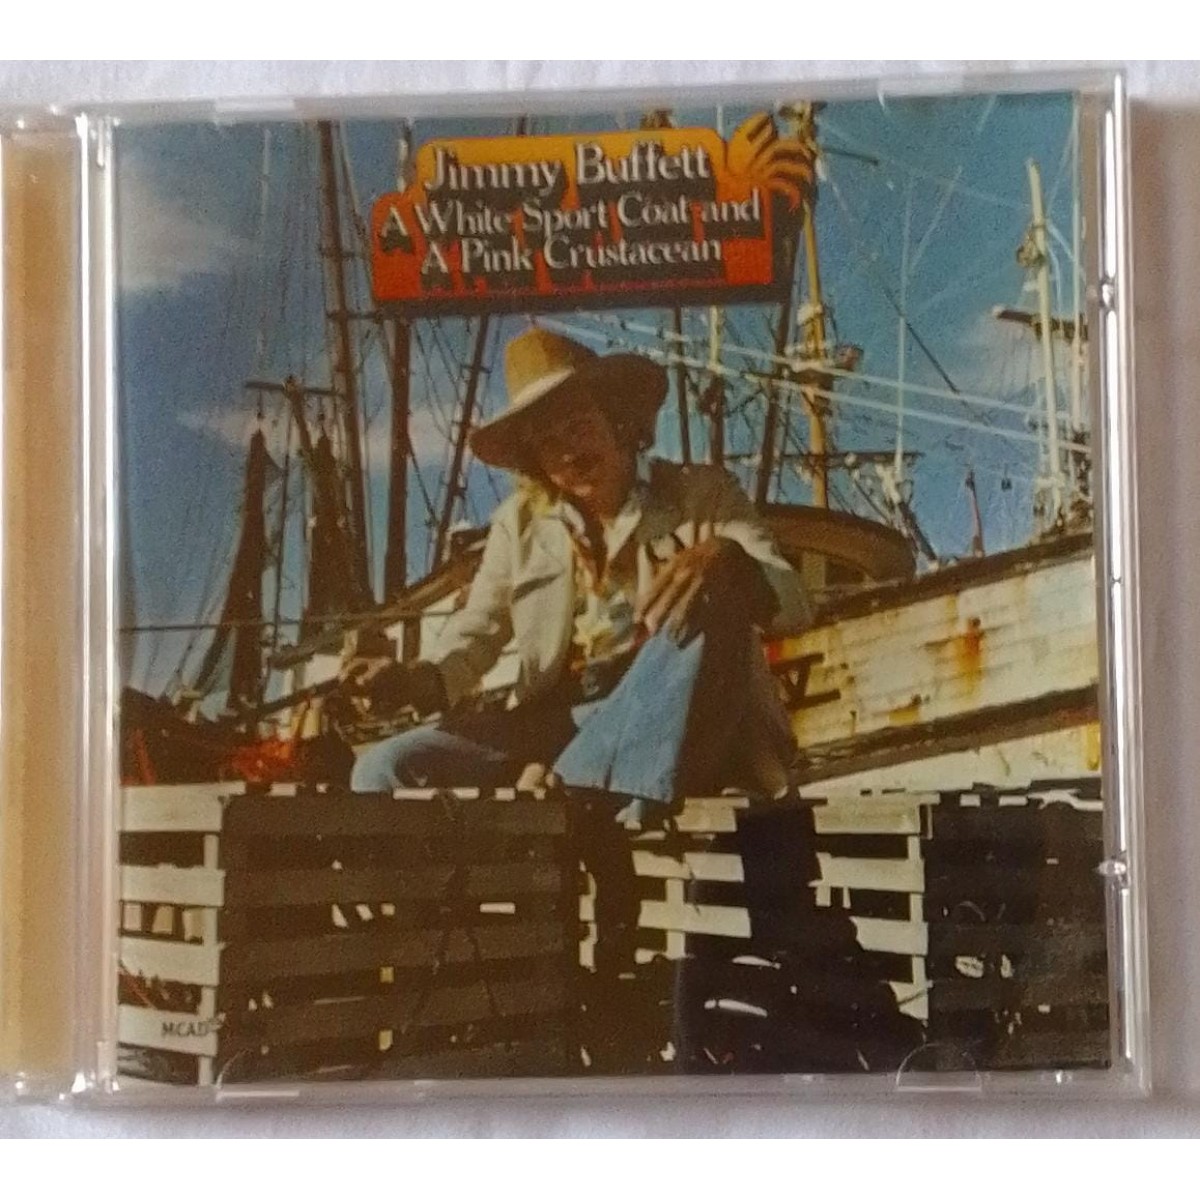 Jimmy Buffett
A White Sport Coat and
A Pink Crustacean
MCAD